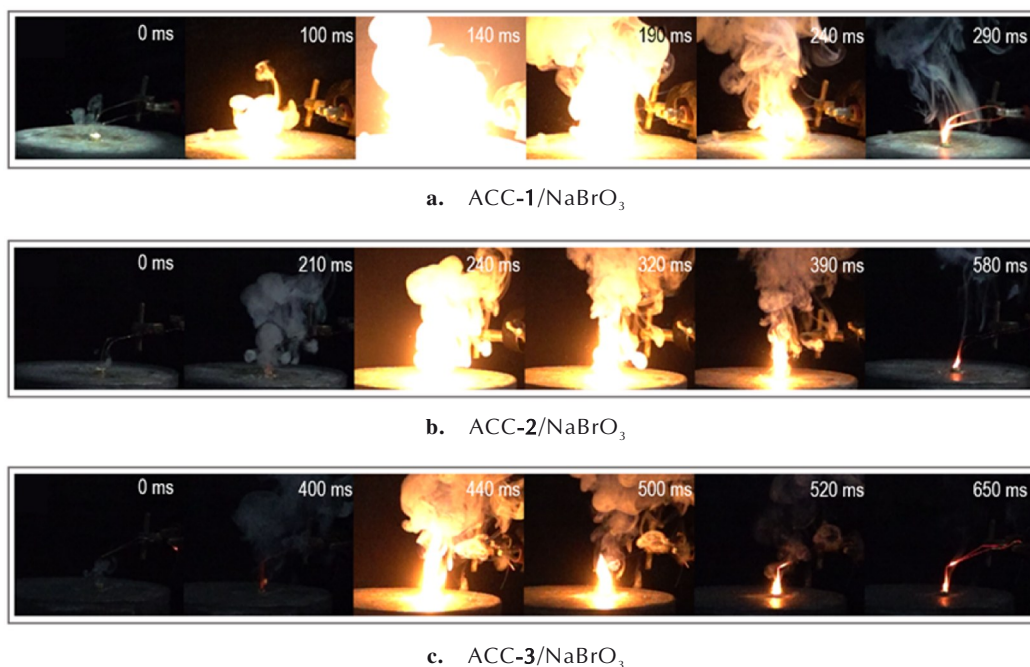 0 ms 100 ms 140 ms 190 ms 240 ms 290 ms
a. ACC-1/NaBrO₃
0 ms 210 ms 240 ms 320 ms 390 ms 580 ms
b. ACC-2/NaBrO₃
0 ms 400 ms 440 ms 500 ms 520 ms 650 ms
c. ACC-3/NaBrO₃